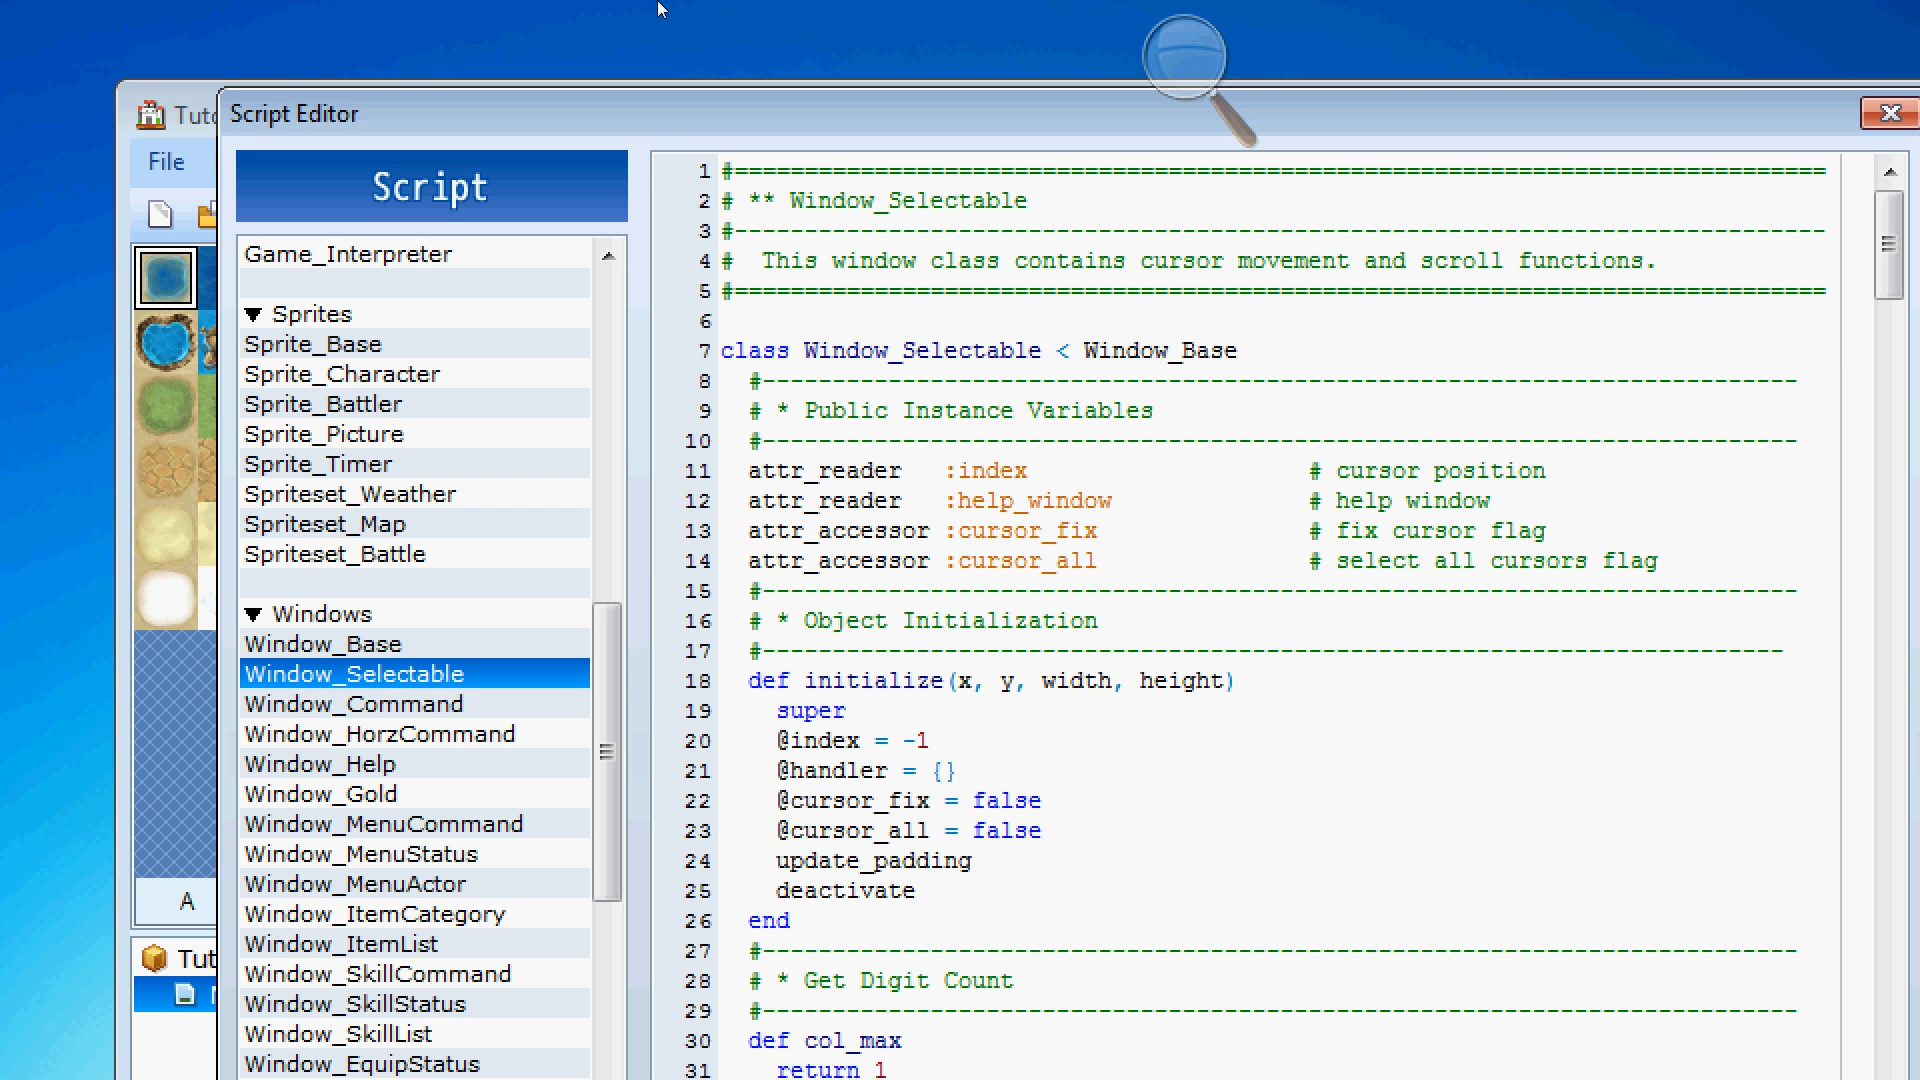 Tuto
Script Editor
File
Script
Game_Interpreter
▼ Sprites
Sprite_Base
Sprite_Character
Sprite_Battler
Sprite_Picture
Sprite_Timer
Spriteset_Weather
Spriteset_Map
Spriteset_Battle
▼ Windows
Window_Base
Window_Selectable
Window_Command
Window_HorzCommand
Window_Help
Window_Gold
Window_MenuCommand
Window_MenuStatus
Window_MenuActor
Window_ItemCategory
Window_ItemList
Window_SkillCommand
Window_SkillStatus
Window_SkillList
Window_EquipStatus
A
Tut
1 #==============================================================================
2 # ** Window_Selectable
3 #------------------------------------------------------------------------------
4 #  This window class contains cursor movement and scroll functions.
5 #==============================================================================
6
7 class Window_Selectable < Window_Base
8   #--------------------------------------------------------------------------
9   # * Public Instance Variables
10   #--------------------------------------------------------------------------
11   attr_reader   :index                    # cursor position
12   attr_reader   :help_window              # help window
13   attr_accessor :cursor_fix               # fix cursor flag
14   attr_accessor :cursor_all               # select all cursors flag
15   #--------------------------------------------------------------------------
16   # * Object Initialization
17   #-------------------------------------------------------------------------
18   def initialize(x, y, width, height)
19     super
20     @index = -1
21     @handler = {}
22     @cursor_fix = false
23     @cursor_all = false
24     update_padding
25     deactivate
26   end
27   #--------------------------------------------------------------------------
28   # * Get Digit Count
29   #--------------------------------------------------------------------------
30   def col_max
31     return 1